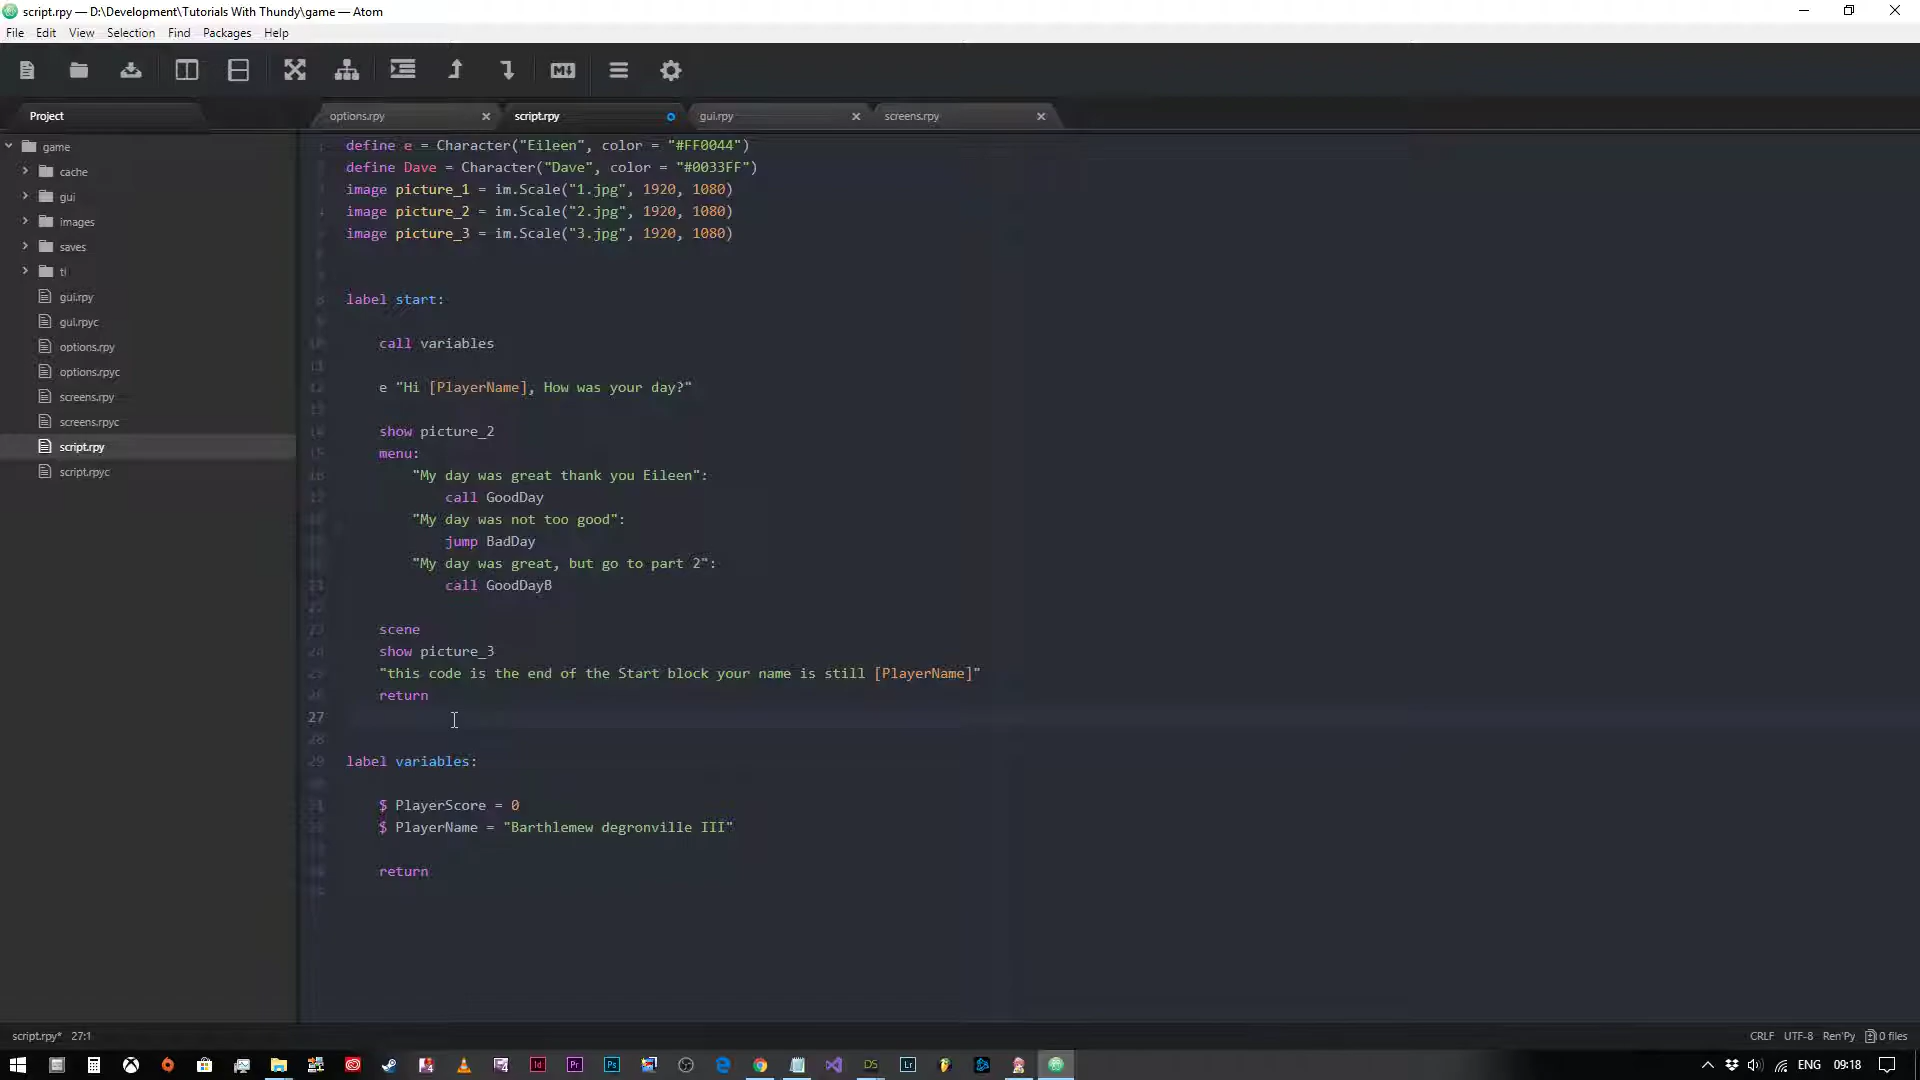 script.rpy — D:\Development\Tutorials With Thundy\game — Atom
File Edit View Selection Find Packages Help
Project
options.rpy
script.rpy
gui.rpy
screens.rpy
game
cache
gui
images
saves
tl
gui.rpy
gui.rpyc
options.rpy
options.rpyc
screens.rpy
screens.rpyc
script.rpy
script.rpyc
define e = Character("Eileen", color = "#FF0044")
define Dave = Character("Dave", color = "#0033FF")
image picture_1 = im.Scale("1.jpg", 1920, 1080)
image picture_2 = im.Scale("2.jpg", 1920, 1080)
image picture_3 = im.Scale("3.jpg", 1920, 1080)
label start:
call variables
e "Hi [PlayerName], How was your day?"
show picture_2
menu:
"My day was great thank you Eileen":
call GoodDay
"My day was not too good":
jump BadDay
"My day was great, but go to part 2":
call GoodDayB
scene
show picture_3
"this code is the end of the Start block your name is still [PlayerName]"
return
27
label variables:
$ PlayerScore = 0
$ PlayerName = "Barthlemew degronville III"
return
script.rpy* 27:1
CRLF UTF-8 Ren'Py 0 files
ENG 09:18